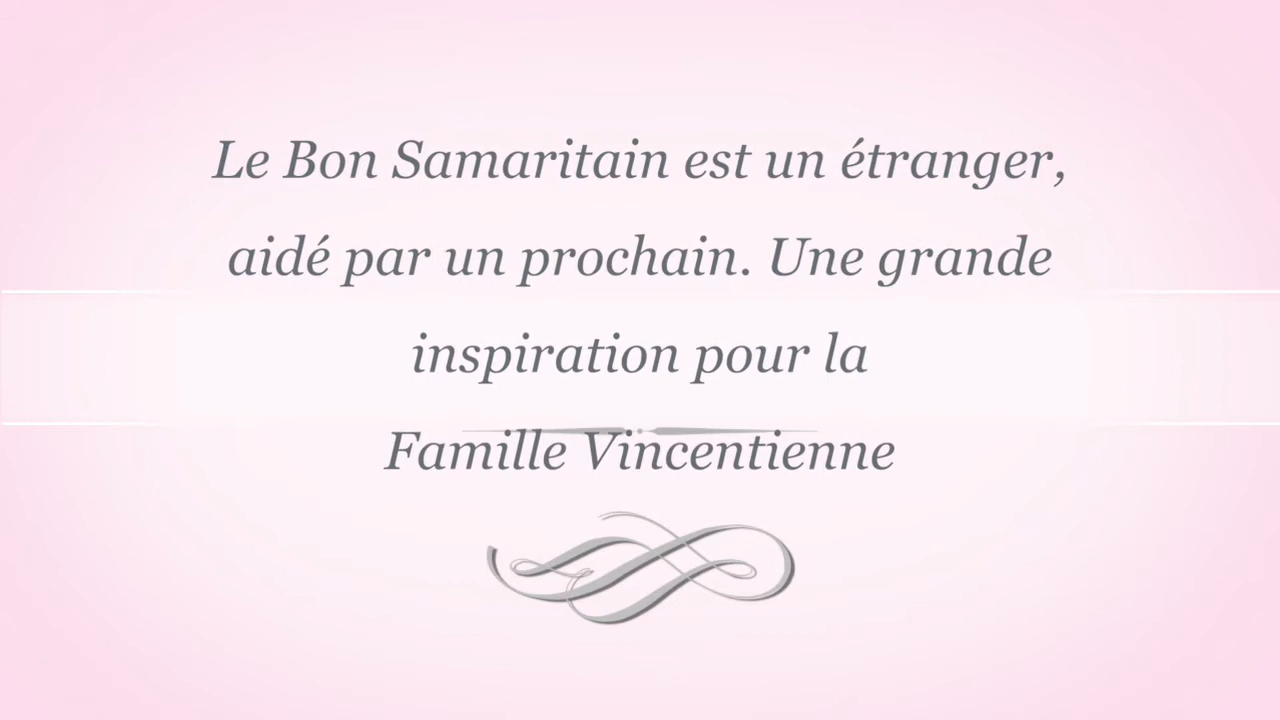 Le Bon Samaritain est un étranger,
aidé par un prochain. Une grande
inspiration pour la
Famille Vincentienne